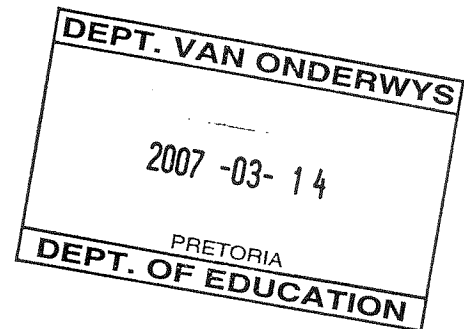 DEPT. VAN ONDERWYS
2007 -03- 14
PRETORIA
DEPT. OF EDUCATION